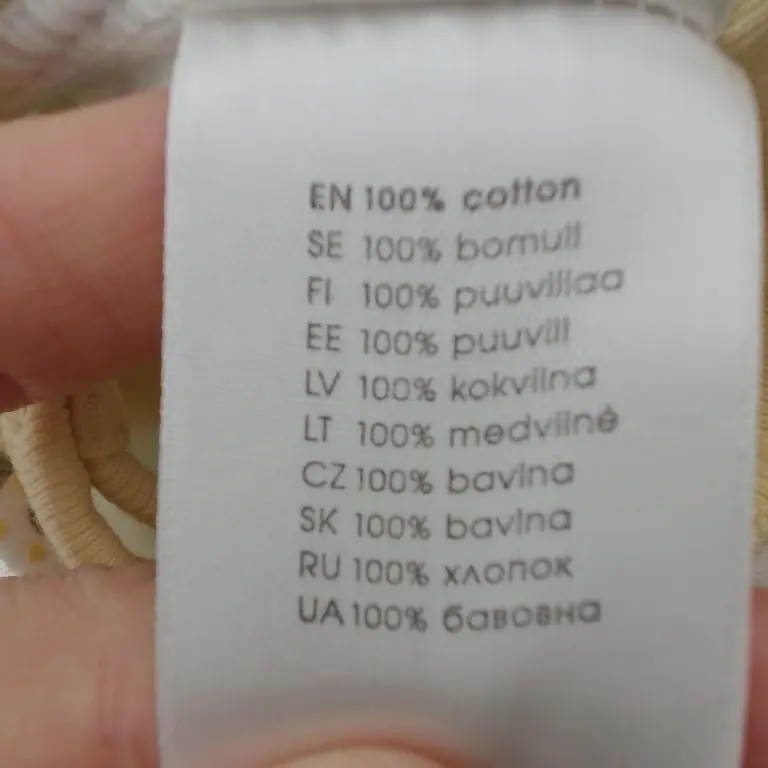 EN 100% cotton
SE 100% bomull
FI 100% puuvillaa
EE 100% puuvill
LV 100% kokvilna
LT 100% medvilnė
CZ 100% bavlna
SK 100% bavlna
RU 100% хлопок
UA 100% бавовна